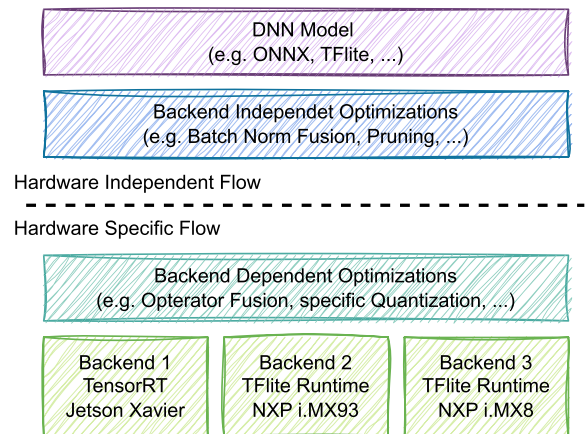 DNN Model
(e.g. ONNX, TFlite, ...)
Backend Independet Optimizations
(e.g. Batch Norm Fusion, Pruning, ...)
Hardware Independent Flow
Hardware Specific Flow
Backend Dependent Optimizations
(e.g. Opterator Fusion, specific Quantization, ...)
Backend 1
TensorRT
Jetson Xavier
Backend 2
TFlite Runtime
NXP i.MX93
Backend 3
TFlite Runtime
NXP i.MX8